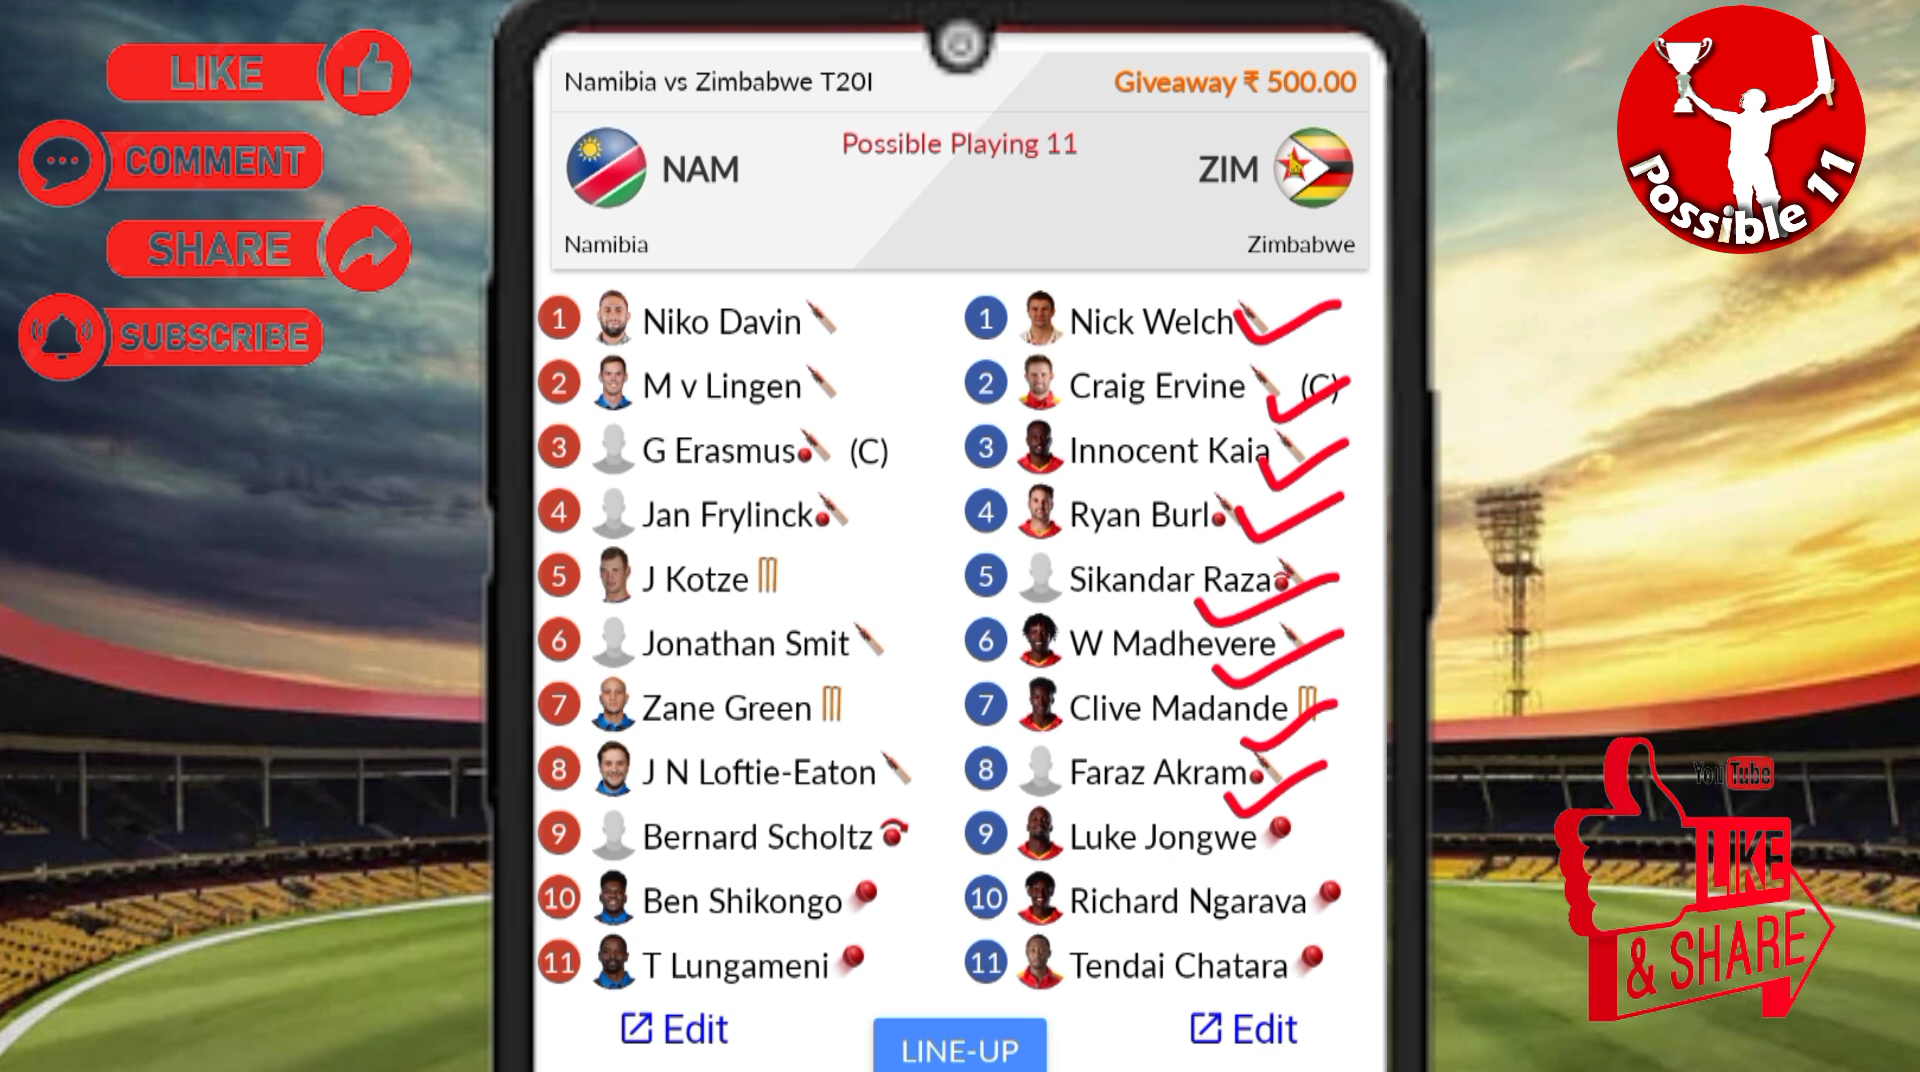 LIKE
COMMENT
SHARE
SUBSCRIBE
Namibia vs Zimbabwe T20I
Giveaway ₹ 500.00
Possible Playing 11
NAM
ZIM
Namibia
Zimbabwe
1 Niko Davin
2 M v Lingen
3 G Erasmus (C)
4 Jan Frylinck
5 J Kotze
6 Jonathan Smit
7 Zane Green
8 J N Loftie-Eaton
9 Bernard Scholtz
10 Ben Shikongo
11 T Lungameni
Edit
1 Nick Welch
2 Craig Ervine (C)
3 Innocent Kaia
4 Ryan Burl
5 Sikandar Raza
6 W Madhevere
7 Clive Madande
8 Faraz Akram
9 Luke Jongwe
10 Richard Ngarava
11 Tendai Chatara
Edit
LINE-UP
Possible 11
YouTube
LIKE
& SHARE